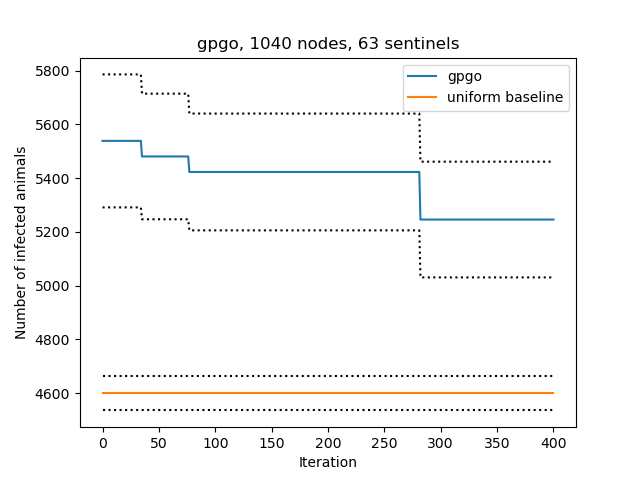 gpgo, 1040 nodes, 63 sentinels
gpgo
uniform baseline
Number of infected animals
5800
5600
5400
5200
5000
4800
4600
0 50 100 150 200 250 300 350 400
Iteration